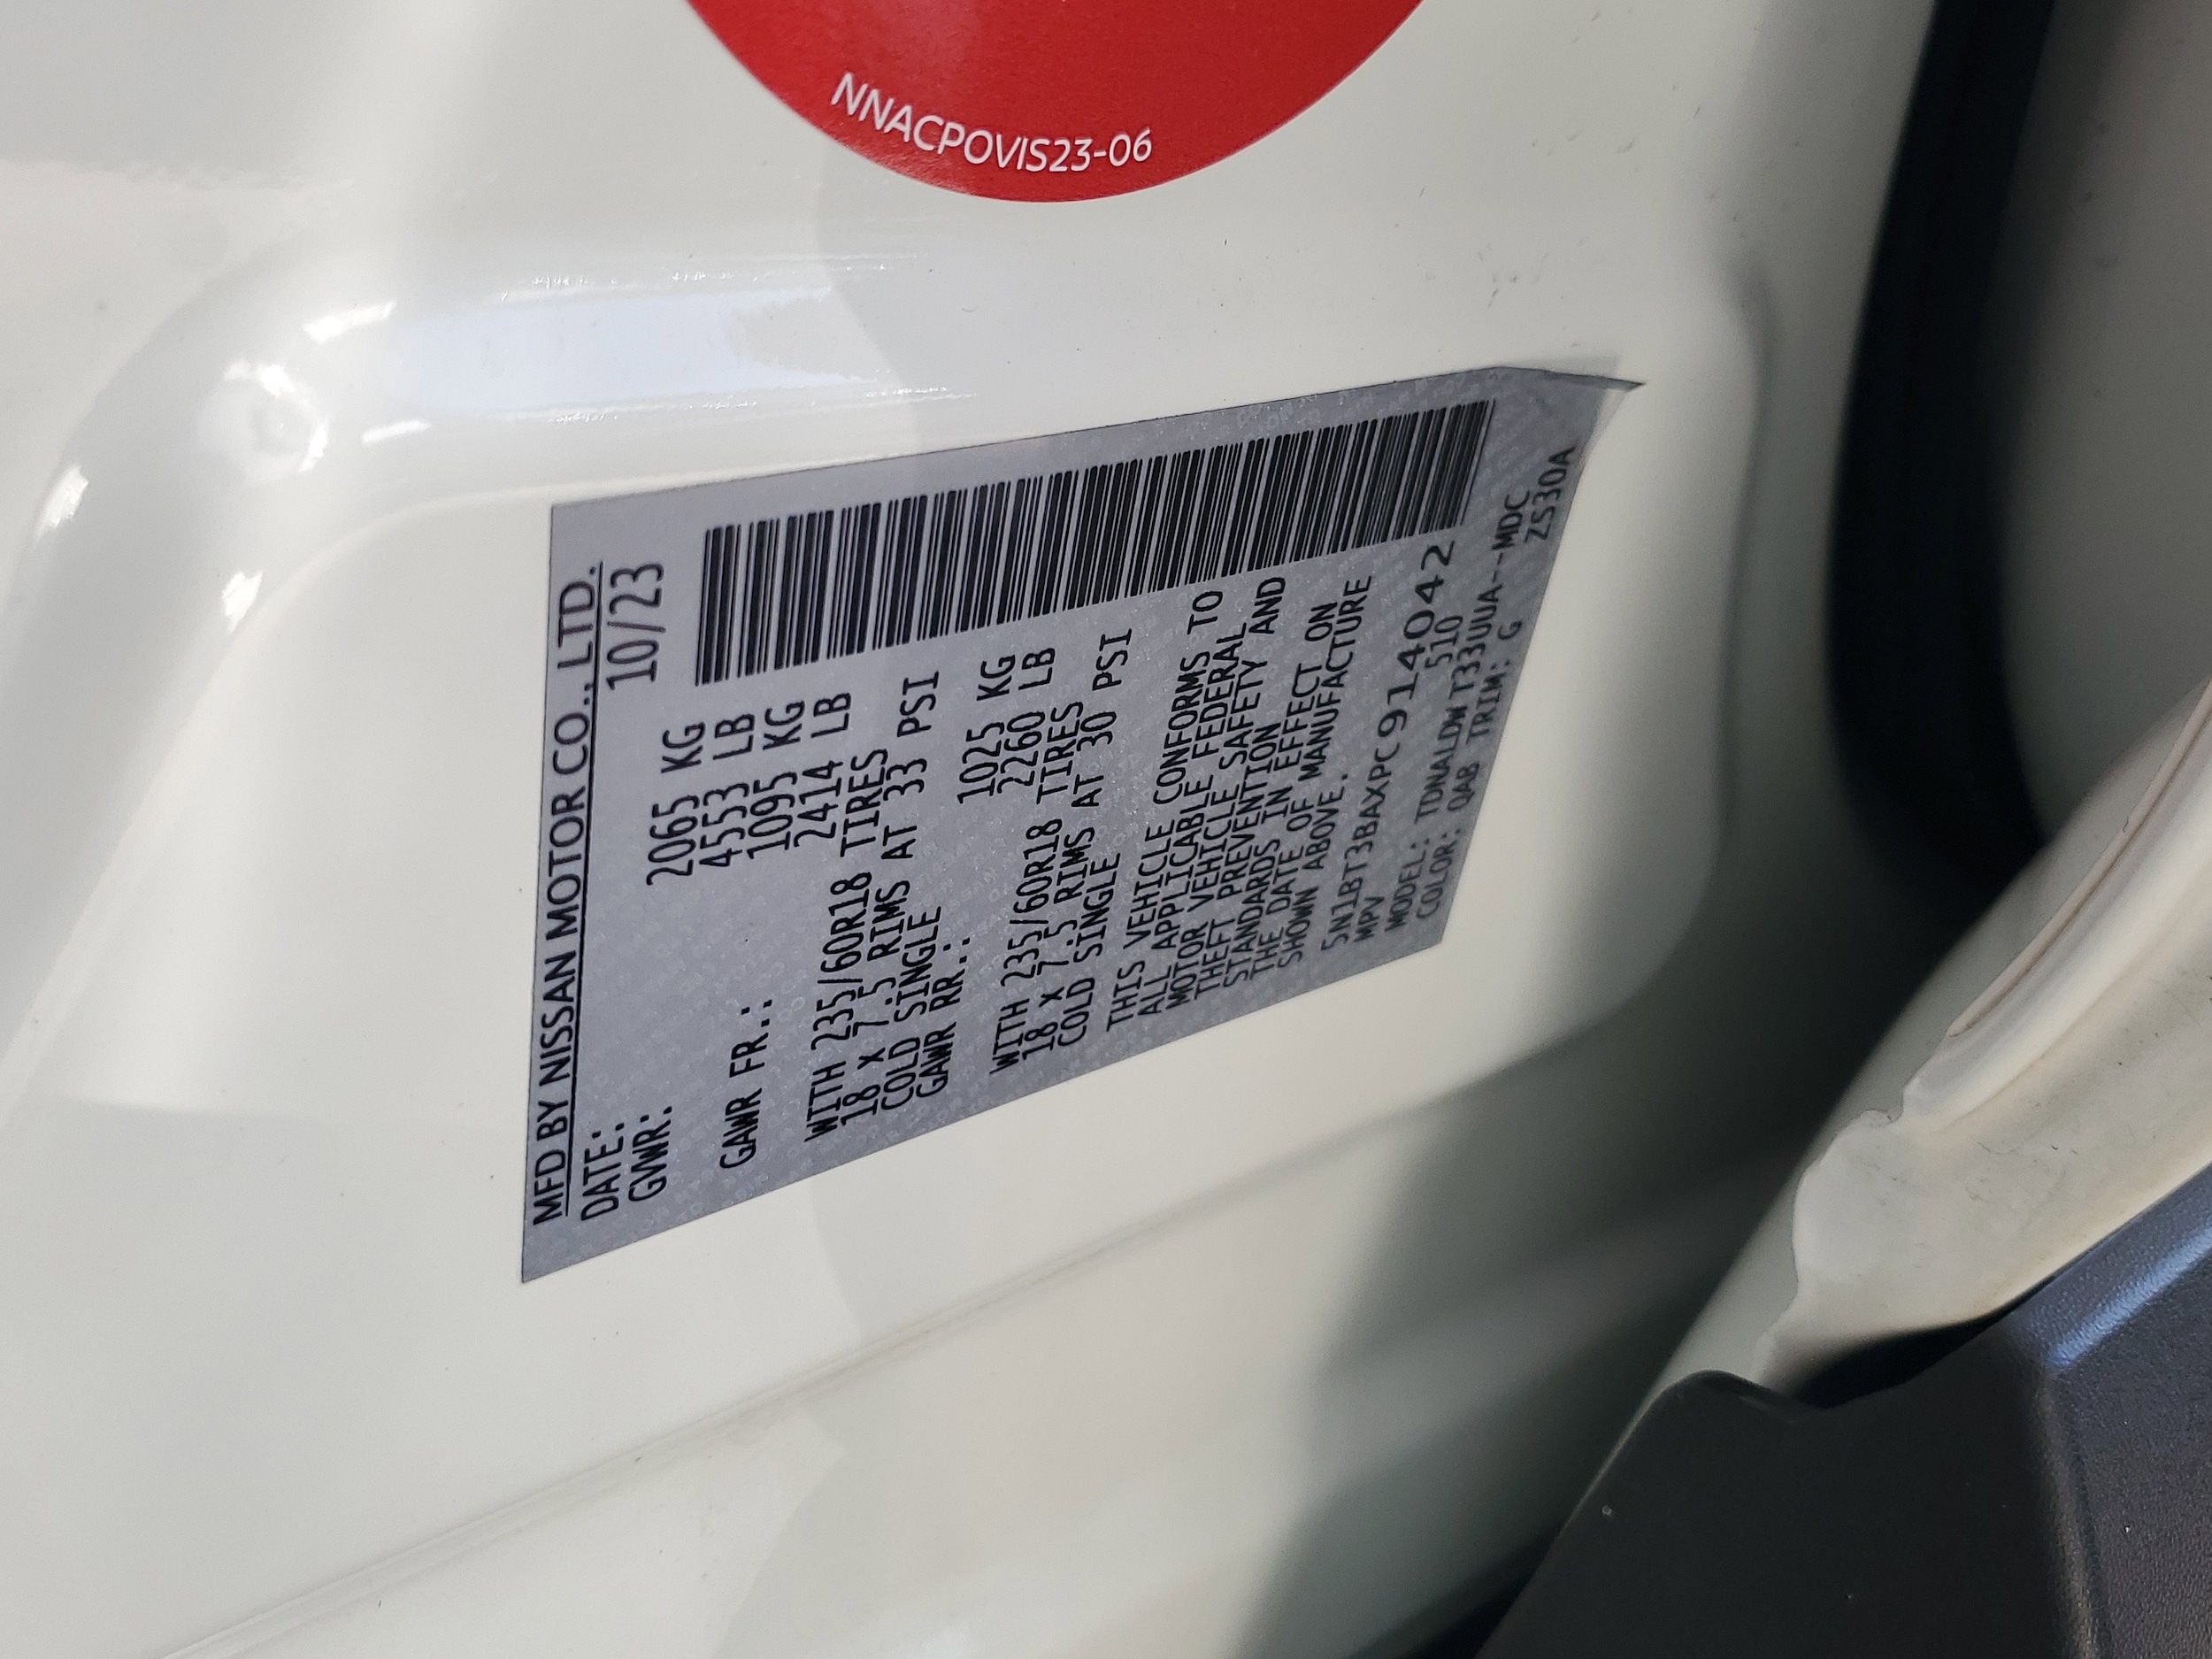 NNACPOVIS23-06
MFD BY NISSAN MOTOR CO., LTD.
DATE: 10/23
GVWR: 2065 KG
4553 LB
GAWR FR.: 1095 KG
2414 LB
WITH 235/60R18 TIRES
18 x 7.5 RIMS AT 33 PSI
COLD SINGLE
GAWR RR.: 1025 KG
2260 LB
WITH 235/60R18 TIRES
18 x 7.5 RIMS AT 30 PSI
COLD SINGLE
THIS VEHICLE CONFORMS TO
ALL APPLICABLE FEDERAL
MOTOR VEHICLE SAFETY AND
THEFT PREVENTION
STANDARDS IN EFFECT ON
THE DATE OF MANUFACTURE
SHOWN ABOVE.
5N1BT3BAXPC914042
MPV 510
MODEL: TDNALDW T33UUA--MDC
COLOR: QAB TRIM: G ZS30A